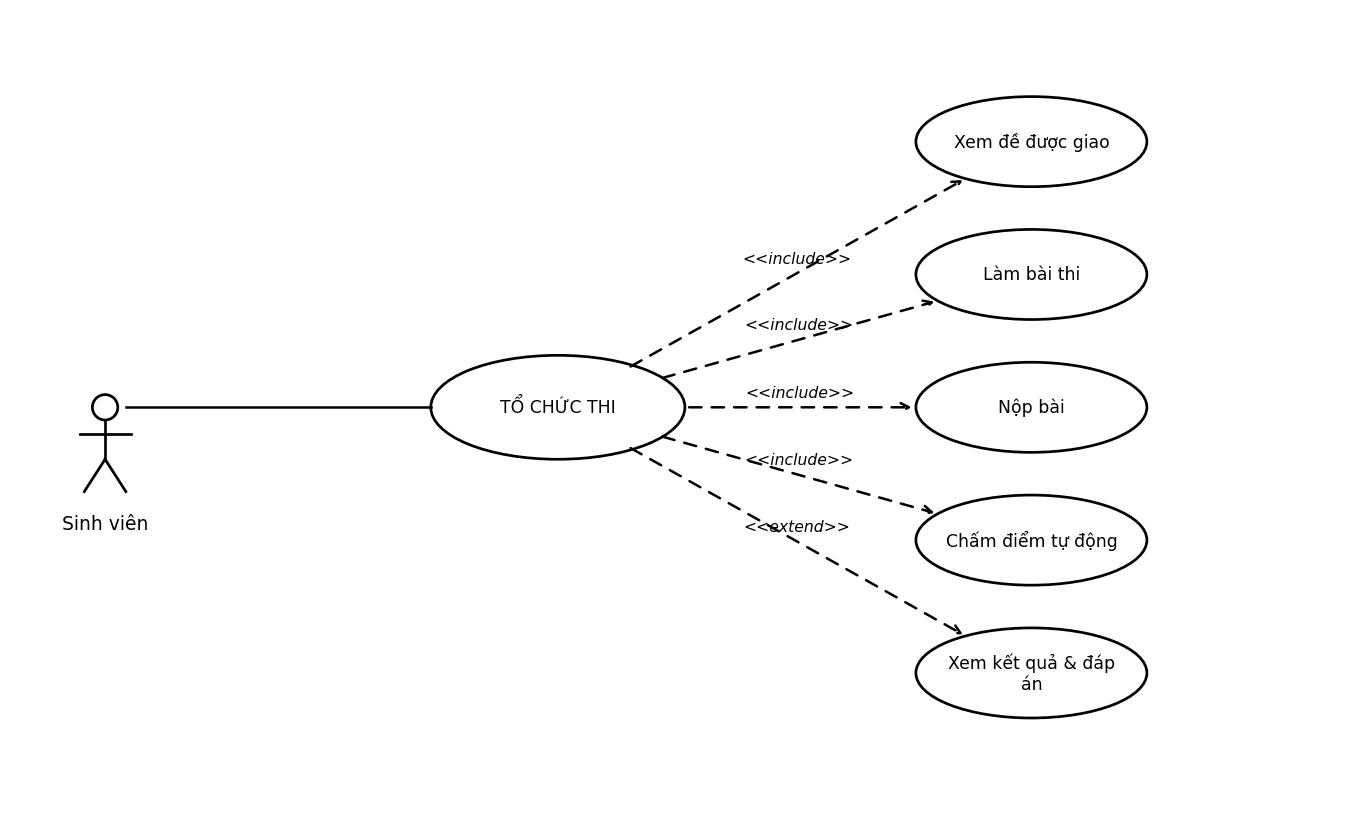 Xem đề được giao
<<include>>
Làm bài thi
<<include>>
<<include>>
TỔ CHỨC THI
Nộp bài
<<include>>
Sinh viên
<<extend>>
Chấm điểm tự động
Xem kết quả & đáp
án